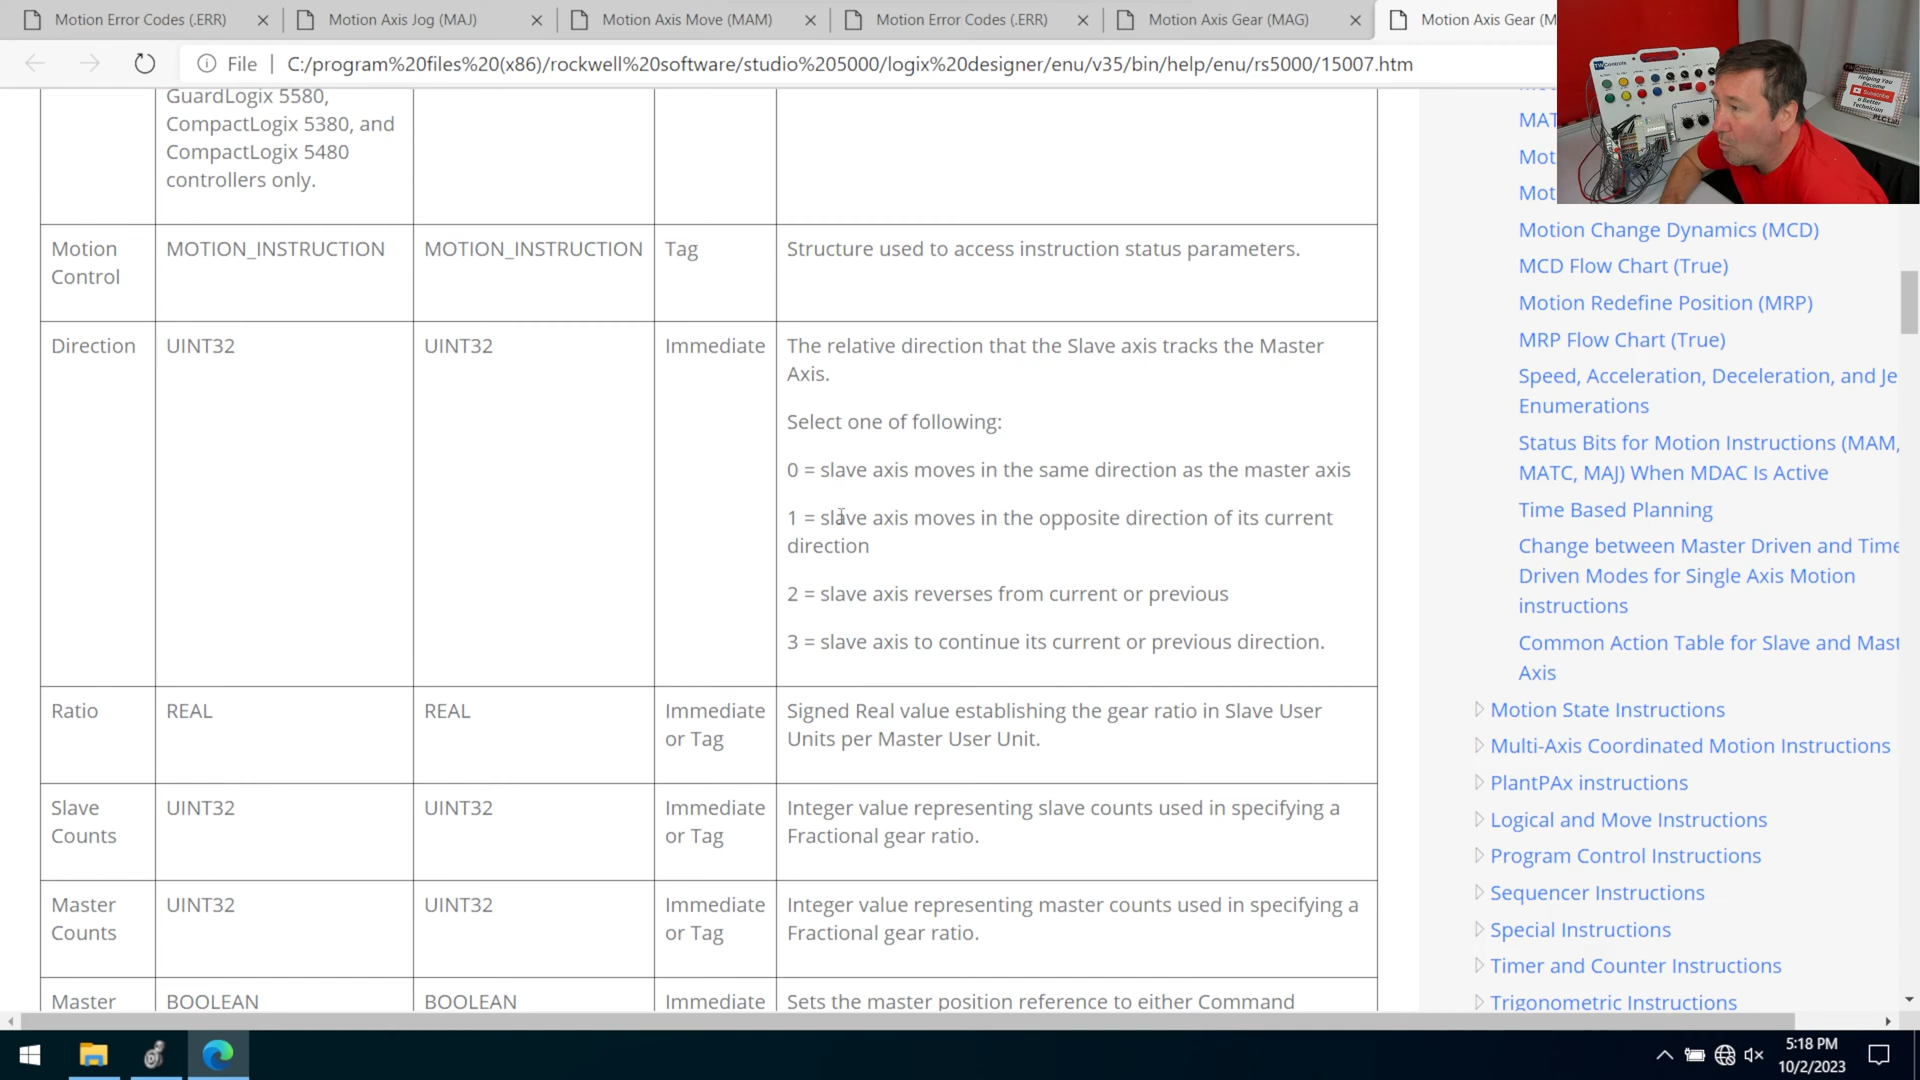 Motion Error Codes (.ERR)
Motion Axis Jog (MAJ)
Motion Axis Move (MAM)
Motion Error Codes (.ERR)
Motion Axis Gear (MAG)
Motion Axis Gear (M
File
C:/program%20files%20(x86)/rockwell%20software/studio%205000/logix%20designer/enu/v35/bin/help/enu/rs5000/15007.htm
TWControls
Helping You
Become
Subscribe
a Better
Technician
PLC Lab
GuardLogix 5580,
CompactLogix 5380, and
CompactLogix 5480
controllers only.
Motion
Control
MOTION_INSTRUCTION
MOTION_INSTRUCTION
Tag
Structure used to access instruction status parameters.
Direction
UINT32
UINT32
Immediate
The relative direction that the Slave axis tracks the Master
Axis.
Select one of following:
0 = slave axis moves in the same direction as the master axis
1 = slave axis moves in the opposite direction of its current
direction
2 = slave axis reverses from current or previous
3 = slave axis to continue its current or previous direction.
Ratio
REAL
REAL
Immediate
or Tag
Signed Real value establishing the gear ratio in Slave User
Units per Master User Unit.
Slave
Counts
UINT32
UINT32
Immediate
or Tag
Integer value representing slave counts used in specifying a
Fractional gear ratio.
Master
Counts
UINT32
UINT32
Immediate
or Tag
Integer value representing master counts used in specifying a
Fractional gear ratio.
Master
BOOLEAN
BOOLEAN
Immediate
Sets the master position reference to either Command
MAT
Mot
Mot
Motion Change Dynamics (MCD)
MCD Flow Chart (True)
Motion Redefine Position (MRP)
MRP Flow Chart (True)
Speed, Acceleration, Deceleration, and Je
Enumerations
Status Bits for Motion Instructions (MAM,
MATC, MAJ) When MDAC Is Active
Time Based Planning
Change between Master Driven and Time
Driven Modes for Single Axis Motion
instructions
Common Action Table for Slave and Mast
Axis
Motion State Instructions
Multi-Axis Coordinated Motion Instructions
PlantPAx instructions
Logical and Move Instructions
Program Control Instructions
Sequencer Instructions
Special Instructions
Timer and Counter Instructions
Trigonometric Instructions
5:18 PM
10/2/2023